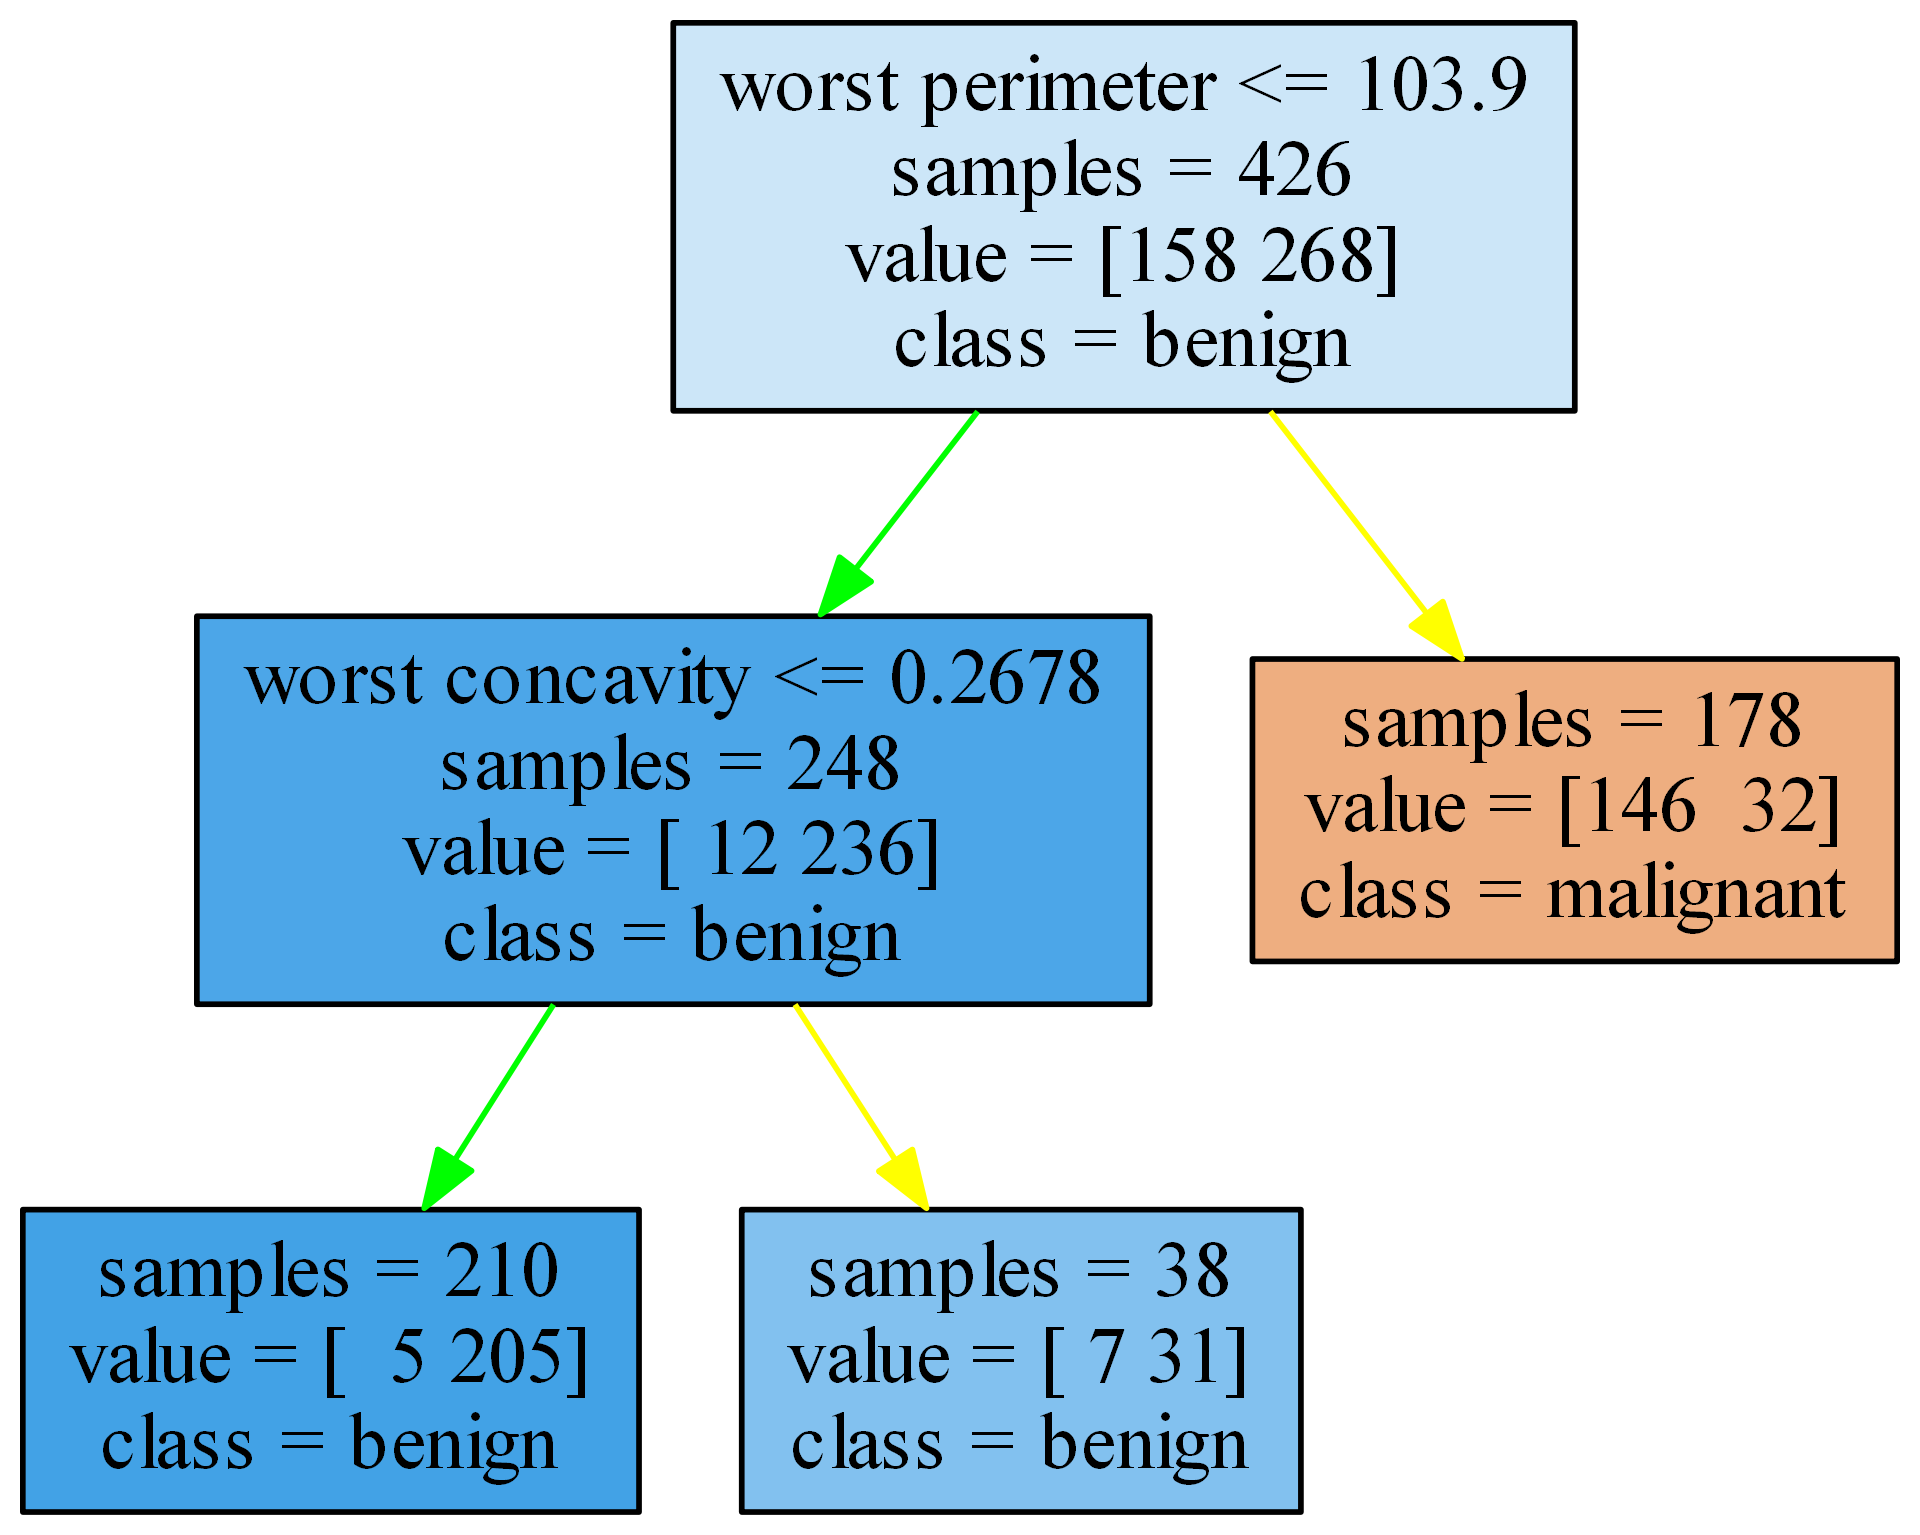 worst perimeter <= 103.9
samples = 426
value = [158 268]
class = benign
worst concavity <= 0.2678
samples = 248
value = [ 12 236]
class = benign
samples = 178
value = [146  32]
class = malignant
samples = 210
value = [  5 205]
class = benign
samples = 38
value = [ 7 31]
class = benign